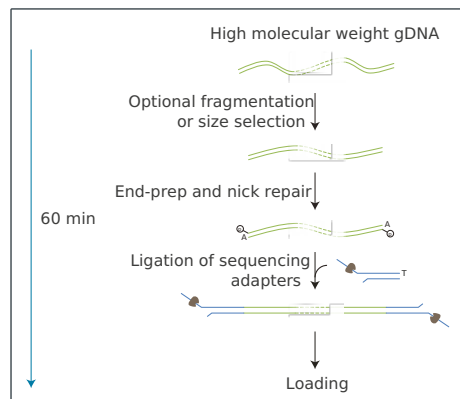 High molecular weight gDNA
Optional fragmentation
or size selection
End-prep and nick repair
60 min
A
P
P
A
Ligation of sequencing
adapters
T
Loading